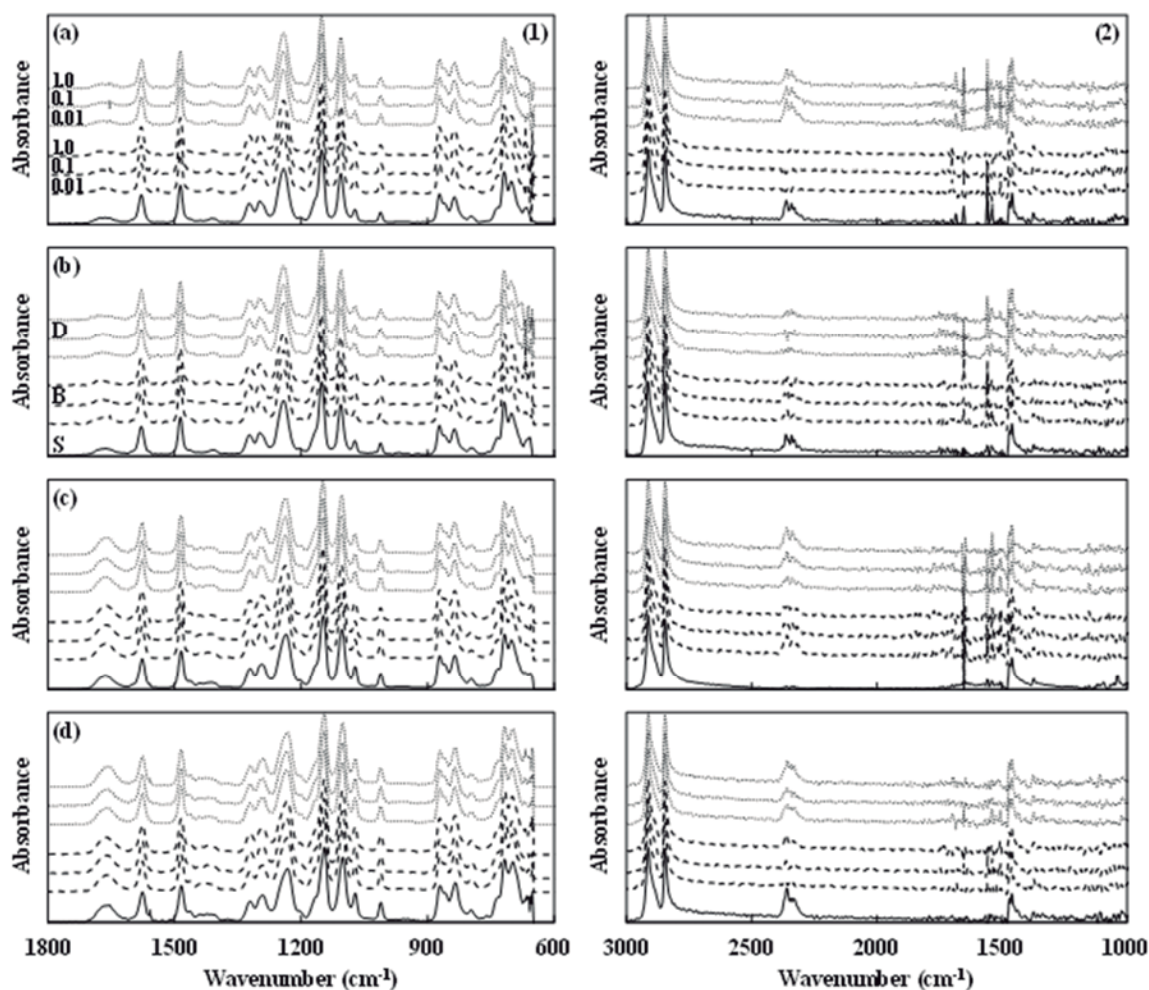 (a) (1)
1.0
0.1
0.01
1.0
0.1
0.01
Absorbance
(2)
Absorbance
(b)
D
B
S
Absorbance
Absorbance
(c)
Absorbance
Absorbance
(d)
Absorbance
Absorbance
1800 1500 1200 900 600
Wavenumber (cm-1)
3000 2500 2000 1500 1000
Wavenumber (cm-1)